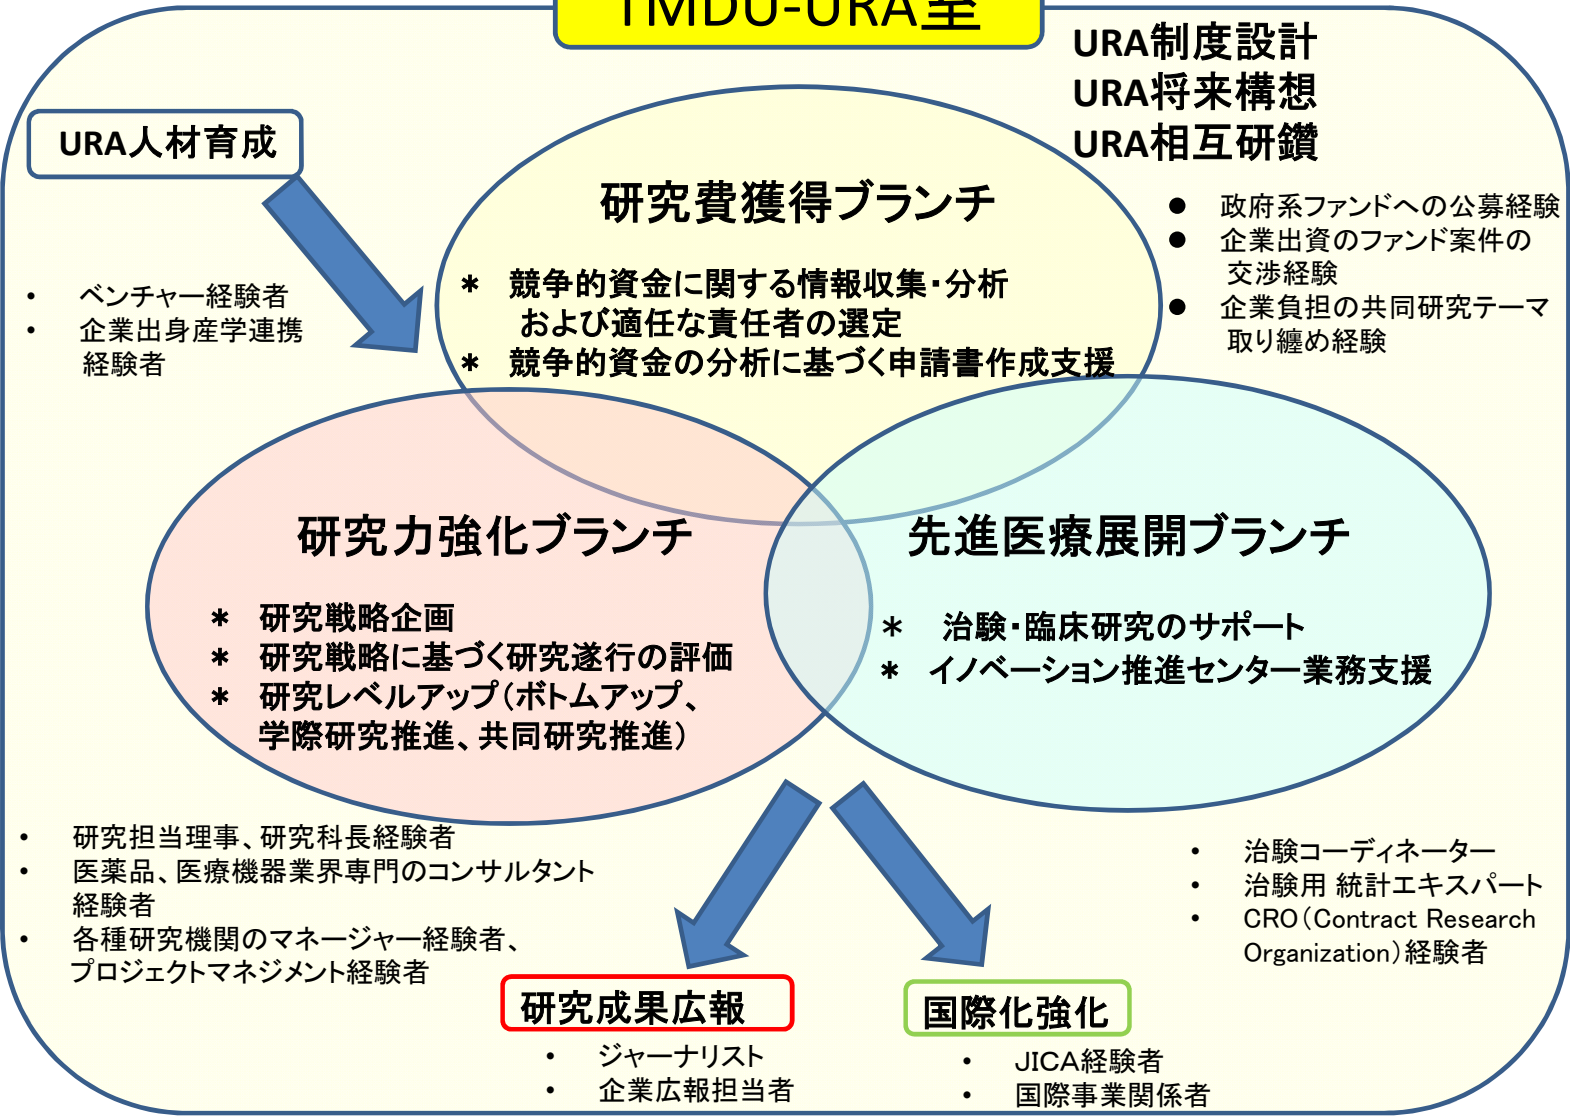 TMDU-URA室
URA制度設計
URA将来構想
URA相互研鑽
URA人材育成
研究費獲得ブランチ
● 政府系ファンドへの公募経験
● 企業出資のファンド案件の
交渉経験
● 企業負担の共同研究テーマ
取り纏め経験
* 競争的資金に関する情報収集・分析
および適任な責任者の選定
* 競争的資金の分析に基づく申請書作成支援
• ベンチャー経験者
• 企業出身産学連携
経験者
研究力強化ブランチ
* 研究戦略企画
* 研究戦略に基づく研究遂行の評価
* 研究レベルアップ（ボトムアップ、
学際研究推進、共同研究推進）
先進医療展開ブランチ
* 治験・臨床研究のサポート
* イノベーション推進センター業務支援
• 研究担当理事、研究科長経験者
• 医薬品、医療機器業界専門のコンサルタント
経験者
• 各種研究機関のマネージャー経験者、
プロジェクトマネジメント経験者
• 治験コーディネーター
• 治験用 統計エキスパート
• CRO（Contract Research
Organization）経験者
研究成果広報
• ジャーナリスト
• 企業広報担当者
国際化強化
• JICA経験者
• 国際事業関係者